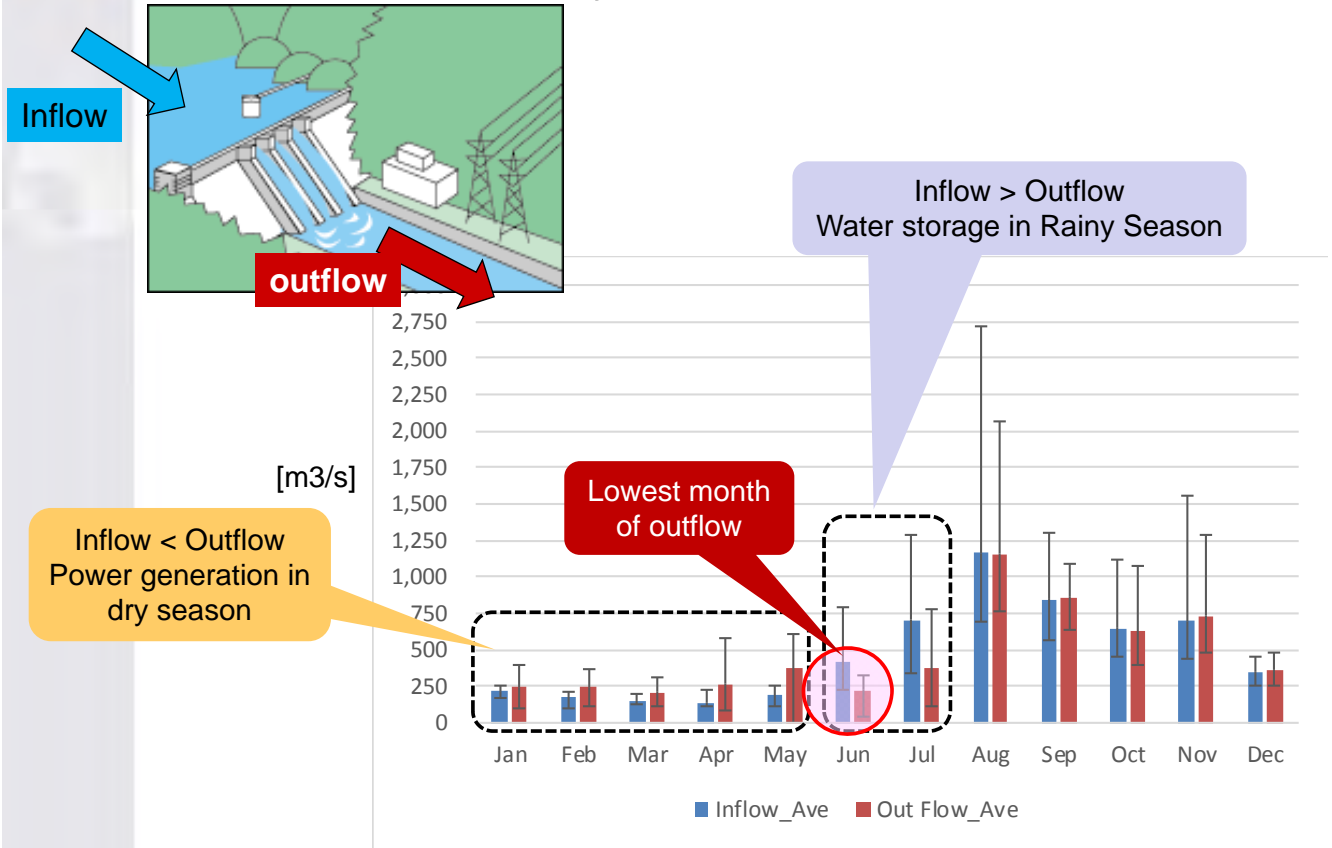 Inflow
outflow
Inflow > Outflow
Water storage in Rainy Season
2,750
2,500
2,250
2,000
1,750
1,500
1,250
1,000
750
500
250
0
[m3/s]
Lowest month
of outflow
Inflow < Outflow
Power generation in
dry season
Jan Feb Mar Apr May Jun Jul Aug Sep Oct Nov Dec
Inflow_Ave Out Flow_Ave